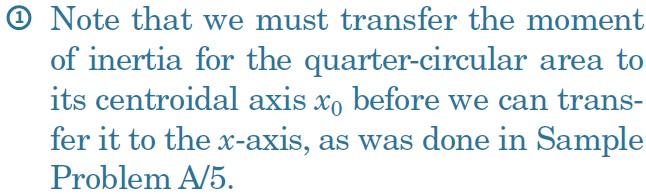 ① Note that we must transfer the moment
of inertia for the quarter-circular area to
its centroidal axis x₀ before we can trans-
fer it to the x-axis, as was done in Sample
Problem A/5.